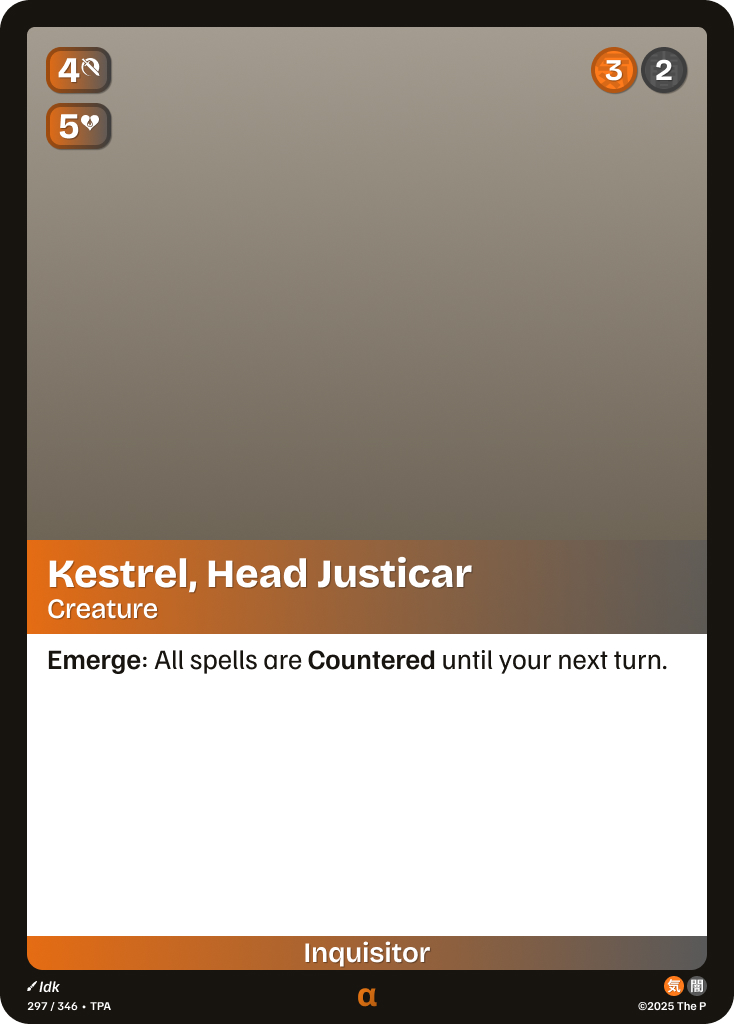 4
3 2
5
Kestrel, Head Justicar
Creature
Emerge: All spells are Countered until your next turn.
Inquisitor
Idk
297 / 346 • TPA
α
気 闇
©2025 The P